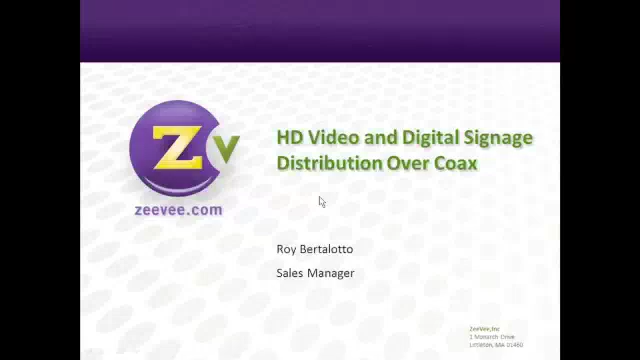 HD Video and Digital Signage
Distribution Over Coax
Zv
zeevee.com
Roy Bertalotto
Sales Manager
ZeeVee, Inc
1 Monarch Drive
Littleton, MA 01460